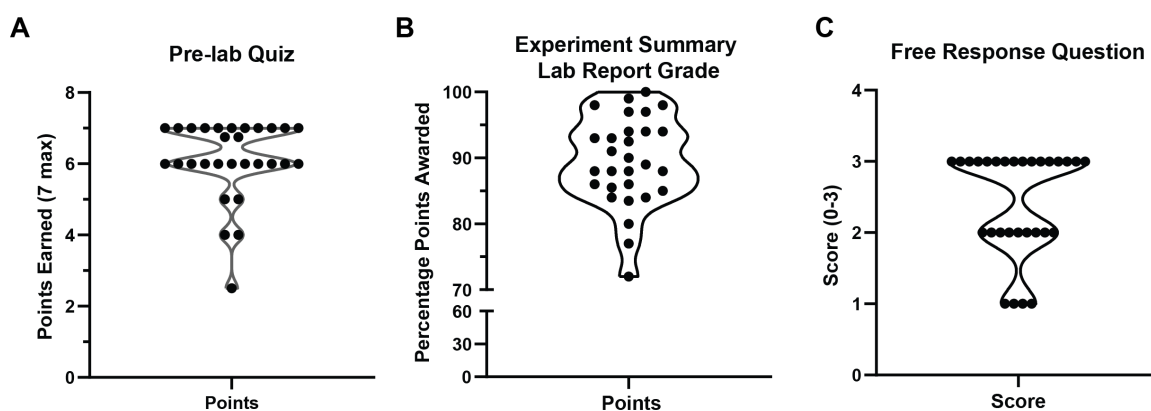 A
Pre-lab Quiz
Points Earned (7 max)
8
6
4
2
0
Points
B
Experiment Summary
Lab Report Grade
Percentage Points Awarded
100
90
80
70
60
30
0
Points
C
Free Response Question
Score (0-3)
4
3
2
1
0
Score